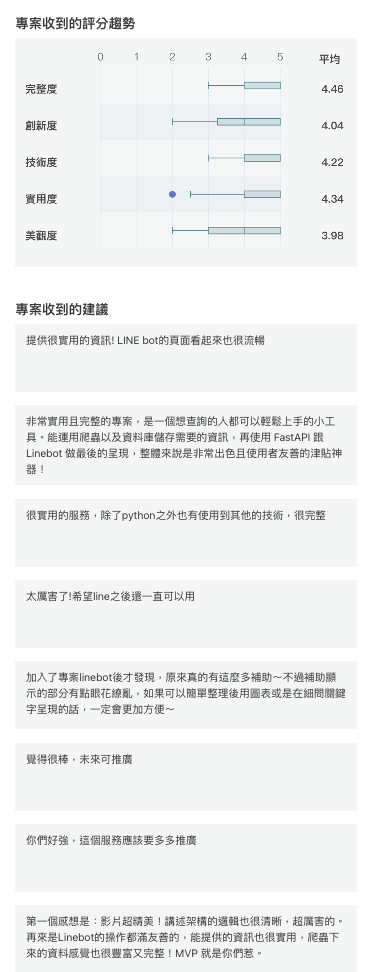 專案收到的評分趨勢
0 1 2 3 4 5 平均
完整度 4.46
創新度 4.04
技術度 4.22
實用度 4.34
美觀度 3.98
專案收到的建議
提供很實用的資訊! LINE bot的頁面看起來也很流暢
非常實用且完整的專案，是一個想查詢的人都可以輕鬆上手的小工
具。能運用爬蟲以及資料庫儲存需要的資訊，再使用 FastAPI 跟
Linebot 做最後的呈現，整體來說是非常出色且使用者友善的津貼神
器！
很實用的服務，除了python之外也有使用到其他的技術，很完整
太厲害了!希望line之後還一直可以用
加入了專案linebot後才發現，原來真的有這麼多補助～不過補助顯
示的部分有點眼花繚亂，如果可以簡單整理後用圖表或是在細問關鍵
字呈現的話，一定會更加方便～
覺得很棒，未來可推廣
你們好強，這個服務應該要多多推廣
第一個感想是：影片超精美！講述架構的邏輯也很清晰，超厲害的。
再來是Linebot的操作都滿友善的，能提供的資訊也很實用，爬蟲下
來的資料感覺也很豐富又完整！MVP 就是你們惹。